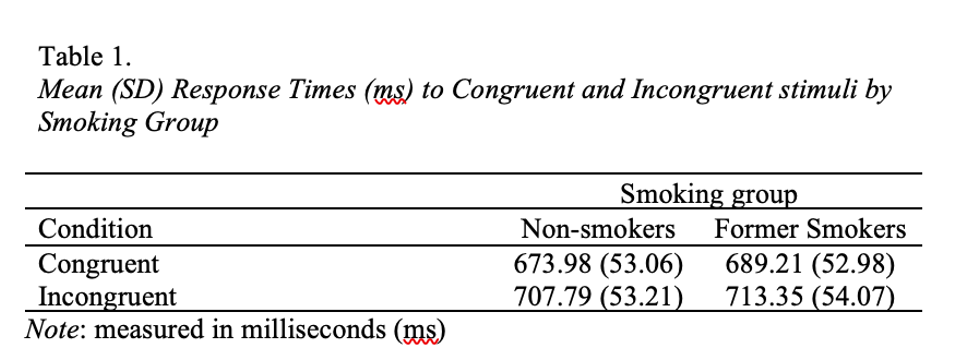 Table 1.
Mean (SD) Response Times (ms) to Congruent and Incongruent stimuli by
Smoking Group
Smoking group
Condition Non-smokers Former Smokers
Congruent 673.98 (53.06) 689.21 (52.98)
Incongruent 707.79 (53.21) 713.35 (54.07)
Note: measured in milliseconds (ms)